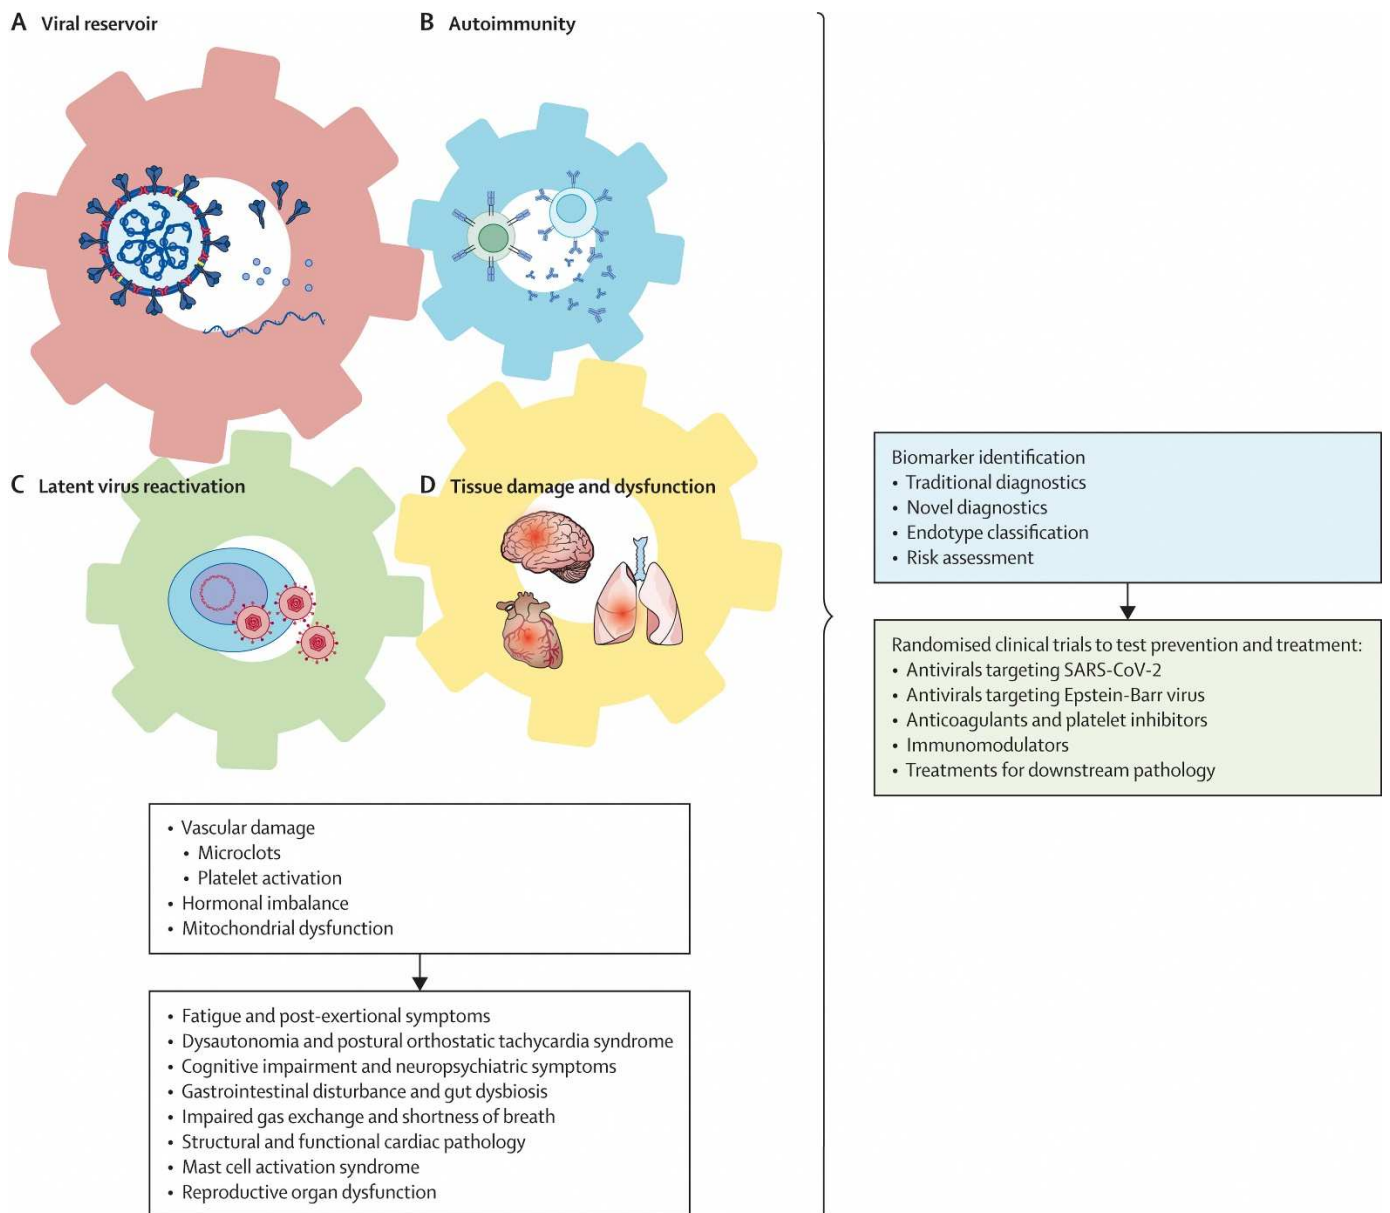 A Viral reservoir
B Autoimmunity
C Latent virus reactivation
D Tissue damage and dysfunction
• Vascular damage
• Microclots
• Platelet activation
• Hormonal imbalance
• Mitochondrial dysfunction
• Fatigue and post-exertional symptoms
• Dysautonomia and postural orthostatic tachycardia syndrome
• Cognitive impairment and neuropsychiatric symptoms
• Gastrointestinal disturbance and gut dysbiosis
• Impaired gas exchange and shortness of breath
• Structural and functional cardiac pathology
• Mast cell activation syndrome
• Reproductive organ dysfunction
Biomarker identification
• Traditional diagnostics
• Novel diagnostics
• Endotype classification
• Risk assessment
Randomised clinical trials to test prevention and treatment:
• Antivirals targeting SARS-CoV-2
• Antivirals targeting Epstein-Barr virus
• Anticoagulants and platelet inhibitors
• Immunomodulators
• Treatments for downstream pathology